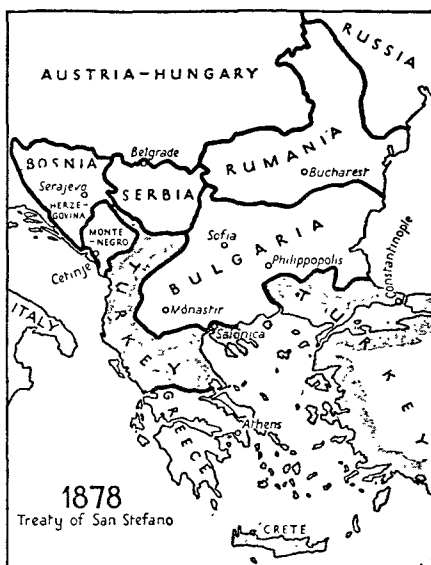 RUSSIA
AUSTRIA-HUNGARY
BOSNIA
Belgrade
RUMANIA
Bucharest
Serajevo
HERZE-
GOVINA
SERBIA
MONTE-
NEGRO
Cetinje
Sofia
BULGARIA
Philippopolis
Constantinople
ITALY
TURKEY
Monastir
Salonica
TURKEY
GREECE
Athens
1878
Treaty of San Stefano
CRETE